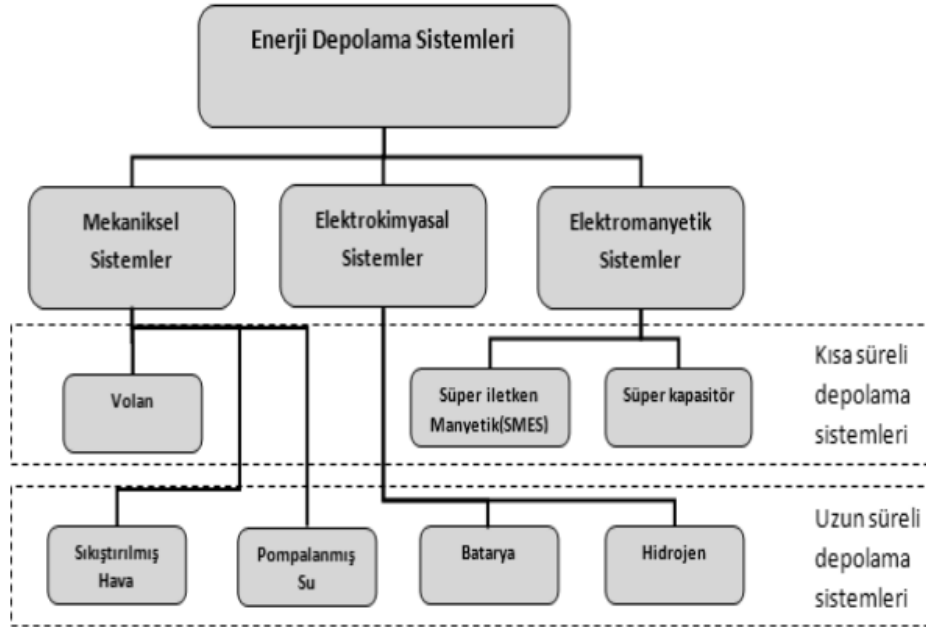 Enerji Depolama Sistemleri
Mekaniksel
Sistemler
Elektrokimyasal
Sistemler
Elektromanyetik
Sistemler
Volan
Süper iletken
Manyetik(SMES)
Süper kapasitör
Kısa süreli
depolama
sistemleri
Sıkıştırılmış
Hava
Pompalanmış
Su
Batarya
Hidrojen
Uzun süreli
depolama
sistemleri